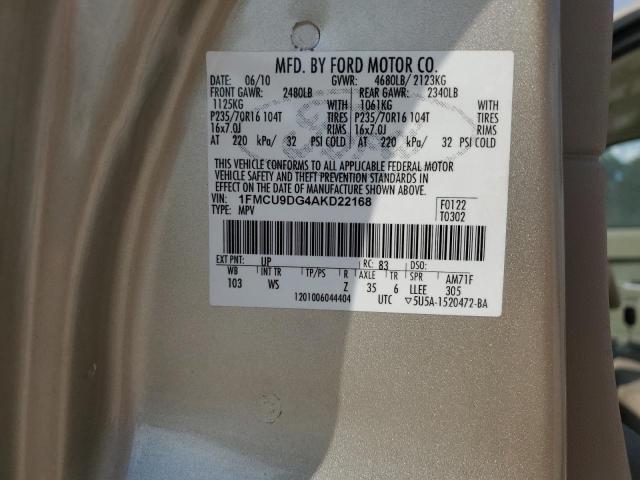 MFD. BY FORD MOTOR CO.
DATE: 06/10 GVWR: 4680LB/ 2123KG
FRONT GAWR: 2480LB REAR GAWR: 2340LB
1125KG WITH 1061KG WITH
P235/70R16 104T TIRES P235/70R16 104T TIRES
16x7.0J RIMS 16x7.0J RIMS
AT 220 kPa/ 32 PSI COLD AT 220 kPa/ 32 PSI COLD
THIS VEHICLE CONFORMS TO ALL APPLICABLE FEDERAL MOTOR
VEHICLE SAFETY AND THEFT PREVENTION STANDARDS IN
EFFECT ON THE DATE OF MANUFACTURE SHOWN ABOVE.
VIN: 1FMCU9DG4AKD22168 F0122
TYPE: MPV T0302
EXT PNT: UP RC: 83 DSO:
WB INT TR TP/PS R AXLE TR SPR AM71F
103 WS Z 35 6 LLEE 305
1201006044404 UTC ▽5U5A-1520472-BA